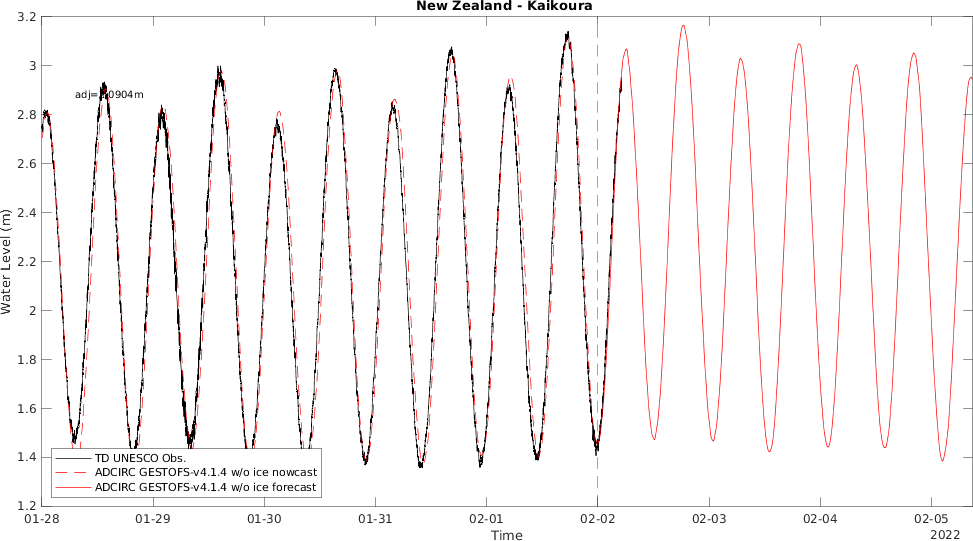 New Zealand - Kaikoura
3.2
3
2.8
2.6
2.4
2.2
2
1.8
1.6
1.4
1.2
Water Level (m)
TD UNESCO Obs.
ADCIRC GESTOFS-v4.1.4 w/o ice nowcast
ADCIRC GESTOFS-v4.1.4 w/o ice forecast
01-28 01-29 01-30 01-31 02-01 02-02 02-03 02-04 02-05
Time
2022